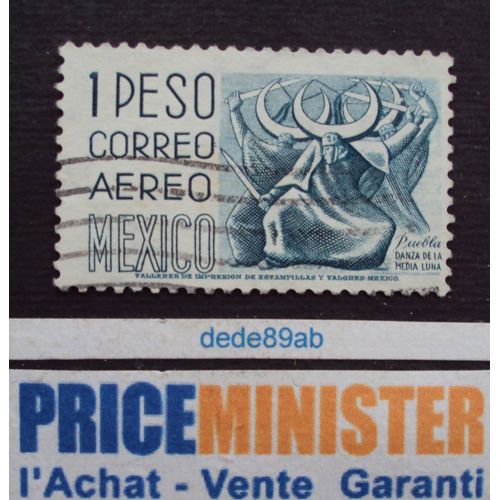 1 PESO
CORREO
AEREO
MEXICO
Puebla
DANZA DE LA
MEDIA LUNA
TALLERES DE IMPRESION DE ESTAMPILLAS Y VALORES-MEXICO.
dede89ab
PRICEMINISTER
l'Achat - Vente Garanti